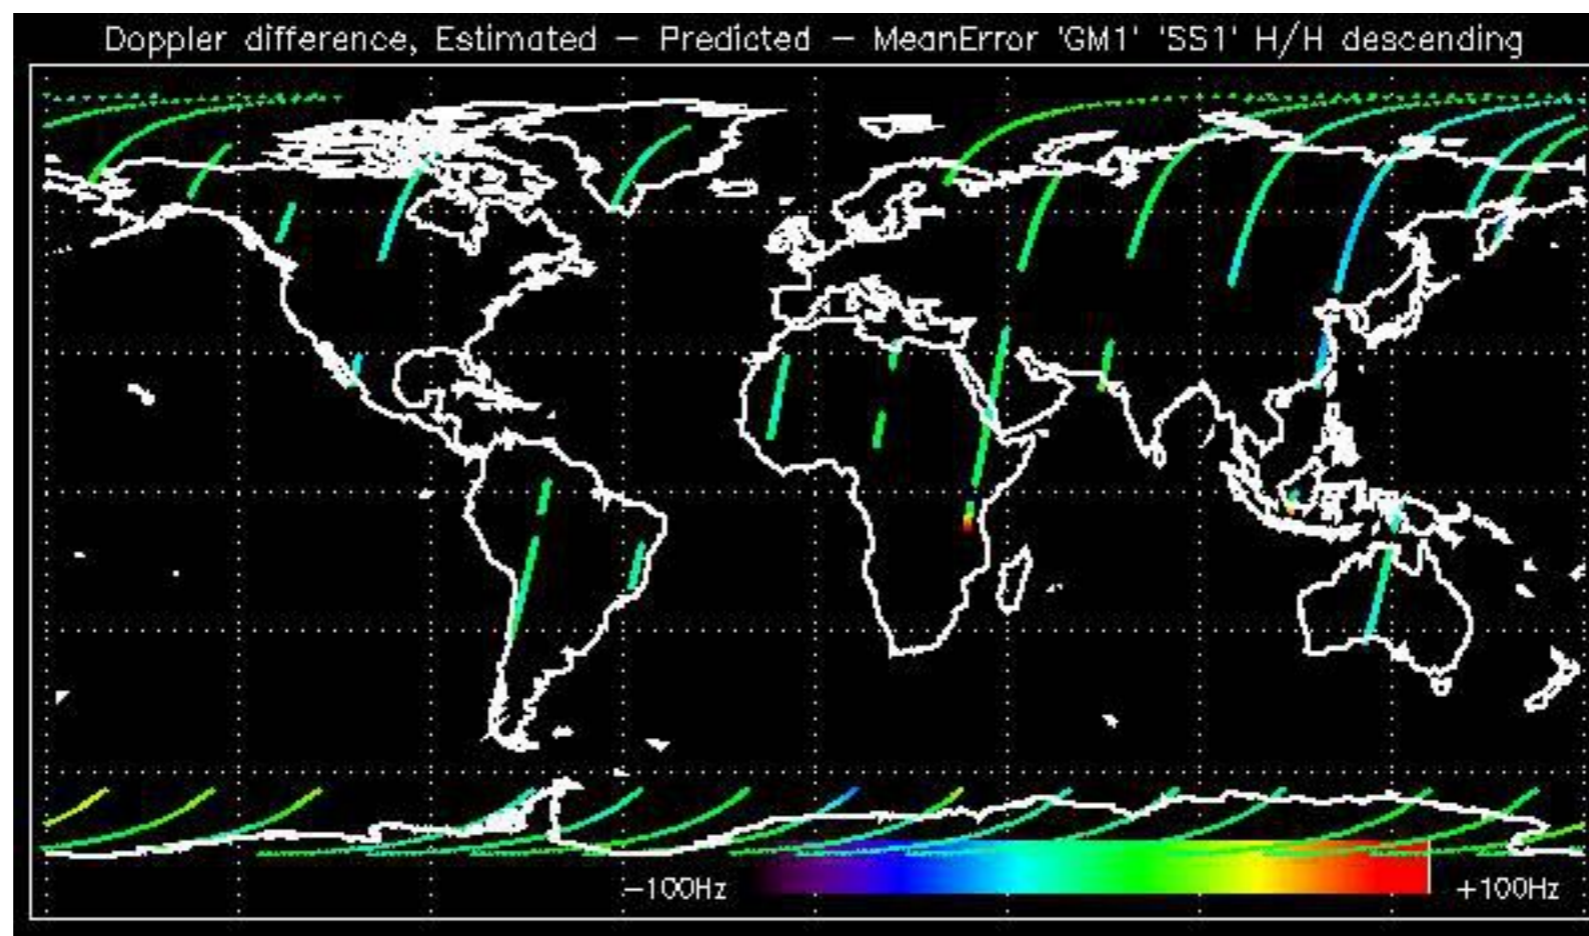 Doppler difference, Estimated – Predicted – MeanError 'GM1' 'SS1' H/H descending
–100Hz +100Hz